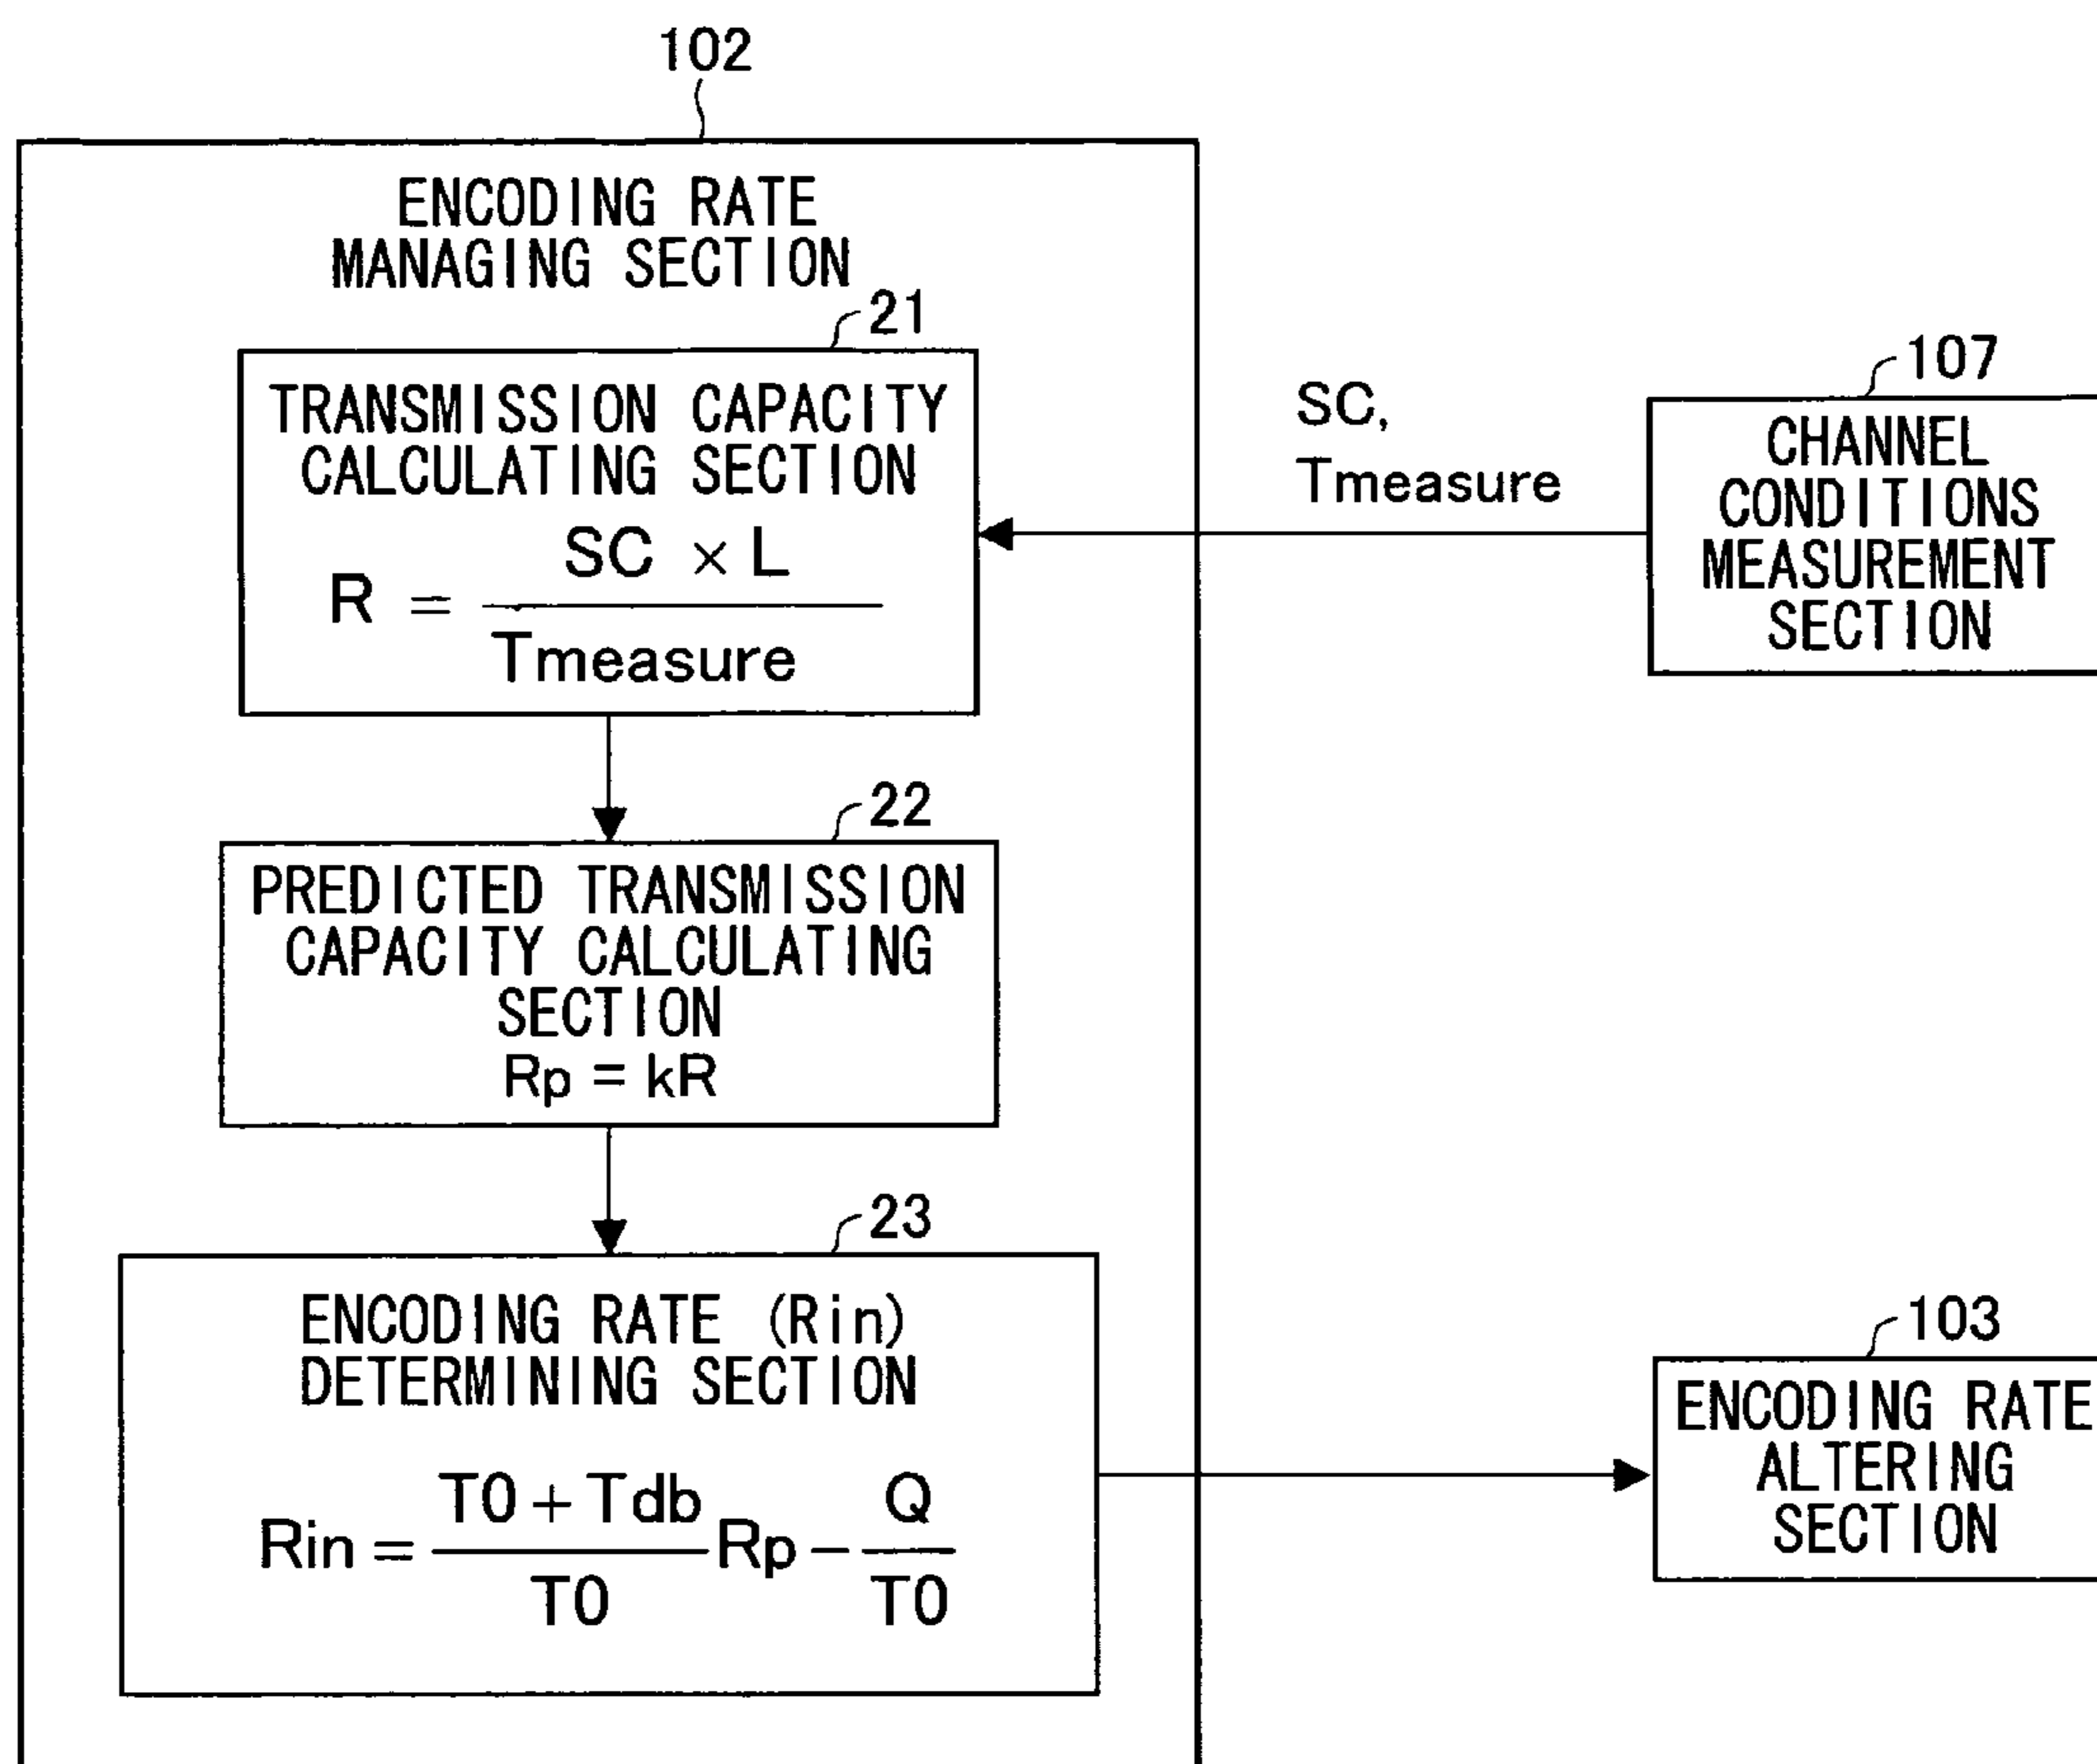 102
ENCODING RATE
MANAGING SECTION
21
TRANSMISSION CAPACITY
CALCULATING SECTION
R = SC × L / Tmeasure
SC,
Tmeasure
107
CHANNEL
CONDITIONS
MEASUREMENT
SECTION
22
PREDICTED TRANSMISSION
CAPACITY CALCULATING
SECTION
Rp = kR
23
ENCODING RATE (Rin)
DETERMINING SECTION
Rin = T0 + Tdb / T0 Rp - Q / T0
103
ENCODING RATE
ALTERING
SECTION